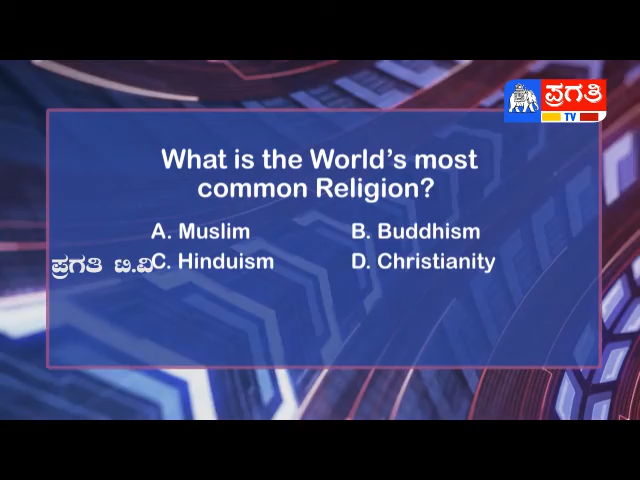 ಪ್ರಗತಿ
TV
What is the World's most
common Religion?
A. Muslim
B. Buddhism
ಪ್ರಗತಿ ಟಿ.ವಿ
C. Hinduism
D. Christianity